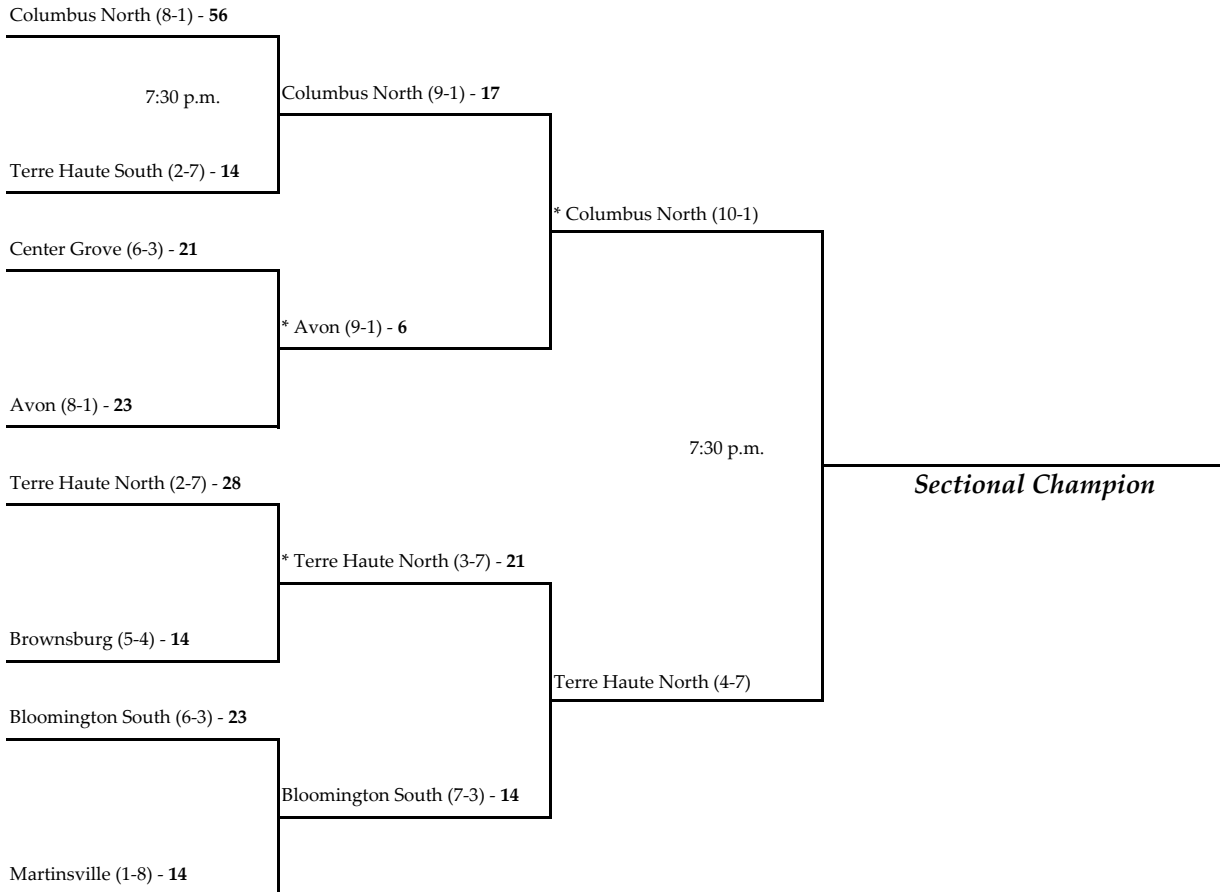 Columbus North (8-1) - 56
7:30 p.m.
Columbus North (9-1) - 17
Terre Haute South (2-7) - 14
* Columbus North (10-1)
Center Grove (6-3) - 21
* Avon (9-1) - 6
Avon (8-1) - 23
7:30 p.m.
Terre Haute North (2-7) - 28
Sectional Champion
* Terre Haute North (3-7) - 21
Brownsburg (5-4) - 14
Terre Haute North (4-7)
Bloomington South (6-3) - 23
Bloomington South (7-3) - 14
Martinsville (1-8) - 14